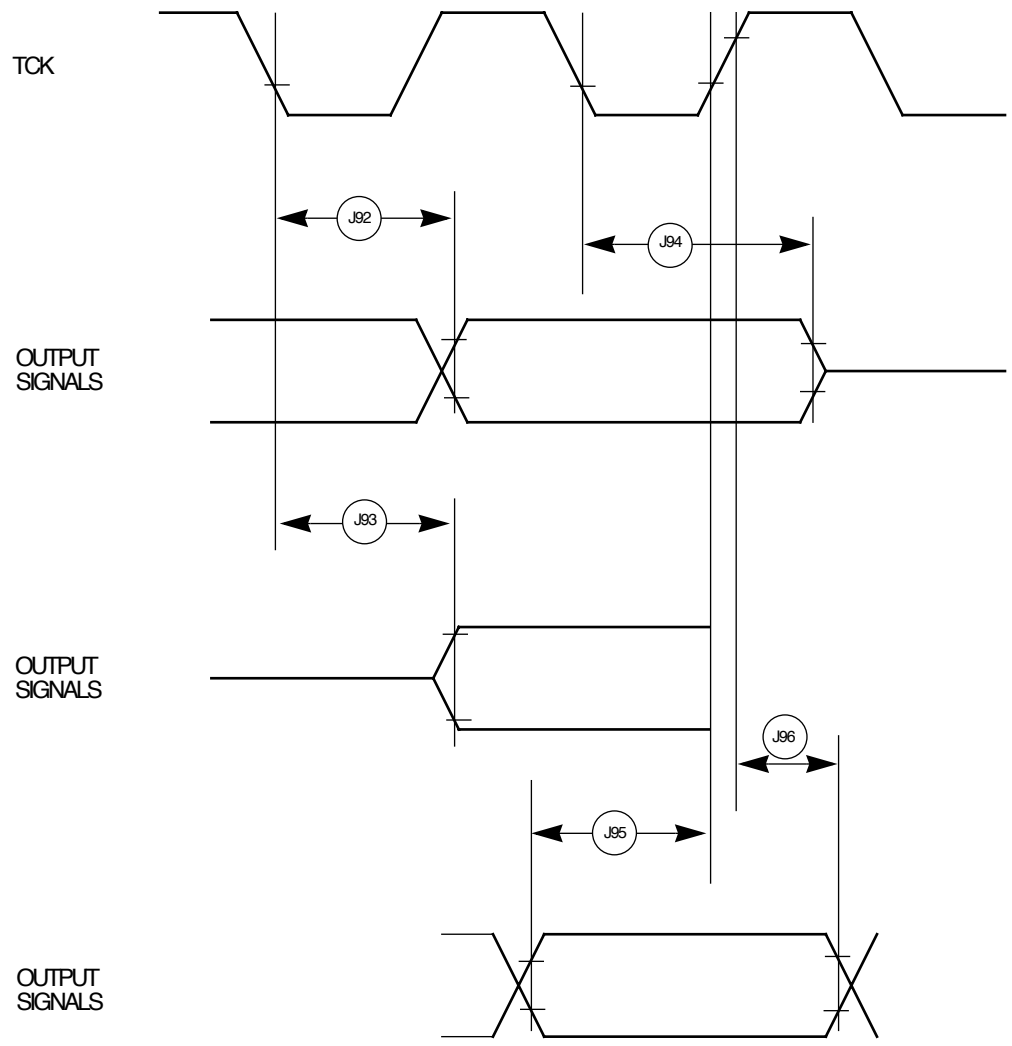 TCK
J92
J94
OUTPUT
SIGNALS
J93
OUTPUT
SIGNALS
J96
J95
OUTPUT
SIGNALS